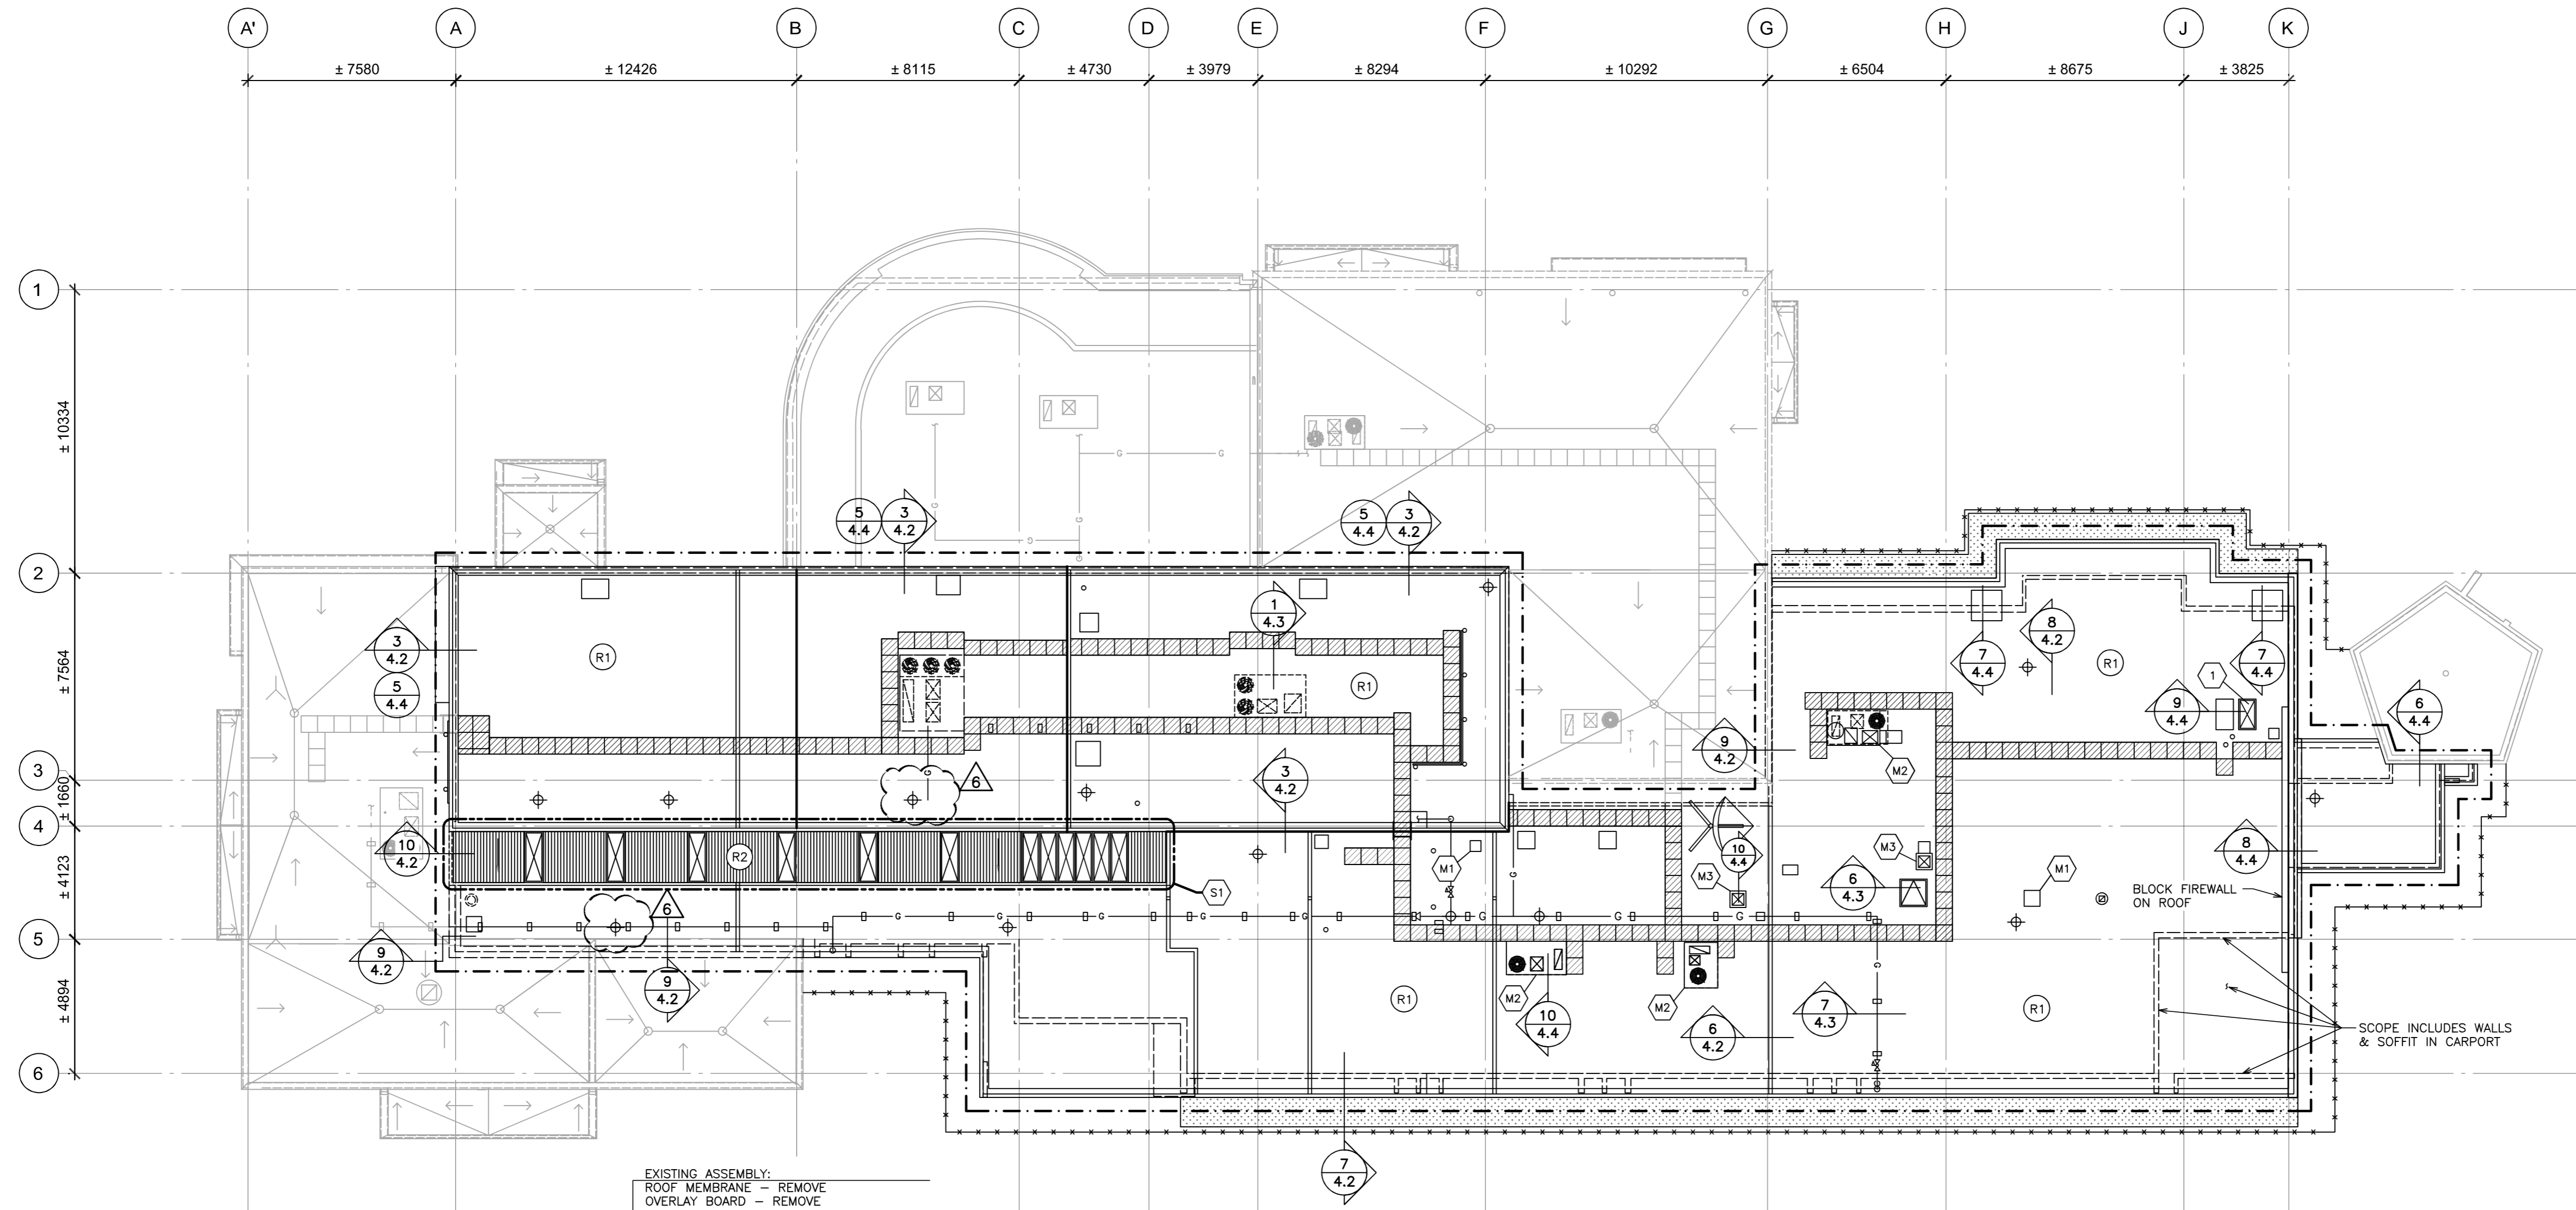 A' A B C D E F G H J K
± 7580 ± 12426 ± 8115 ± 4730 ± 3979 ± 8294 ± 10292 ± 6504 ± 8675 ± 3825
1
± 10334
2
± 7564
3
± 1660
4
± 4123
5
± 4894
6
G G G
G
G
G
5
4.4
3
4.2
5
4.4
3
4.2
1
4.3
3
4.2
5
4.4
R1
R1
R1
7
4.4
8
4.2
7
4.4
1
9
4.4
6
4.4
9
4.2
M2
3
4.2
G
6
10
4.2
R2
S1
M1
G
10
4.4
M3
M3
6
4.3
M1
8
4.4
BLOCK FIREWALL
ON ROOF
6
G G G G G G G G
G
9
4.2
9
4.2
R1
M2
10
4.4
M2
6
4.2
7
4.3
R1
SCOPE INCLUDES WALLS
& SOFFIT IN CARPORT
7
4.2
EXISTING ASSEMBLY:
ROOF MEMBRANE – REMOVE
OVERLAY BOARD – REMOVE